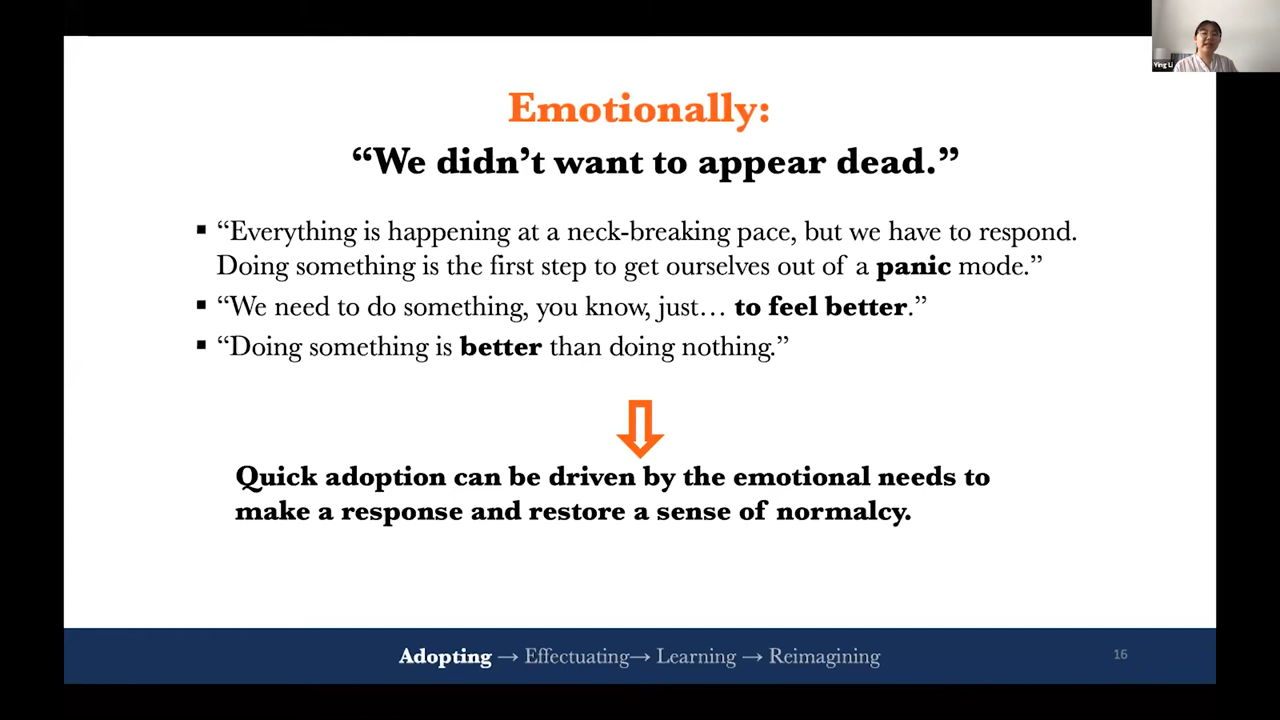 Ying Li
Emotionally:
“We didn’t want to appear dead.”
▪ “Everything is happening at a neck-breaking pace, but we have to respond.
Doing something is the first step to get ourselves out of a panic mode.”
▪ “We need to do something, you know, just… to feel better.”
▪ “Doing something is better than doing nothing.”
Quick adoption can be driven by the emotional needs to
make a response and restore a sense of normalcy.
Adopting → Effectuating→ Learning → Reimagining
16